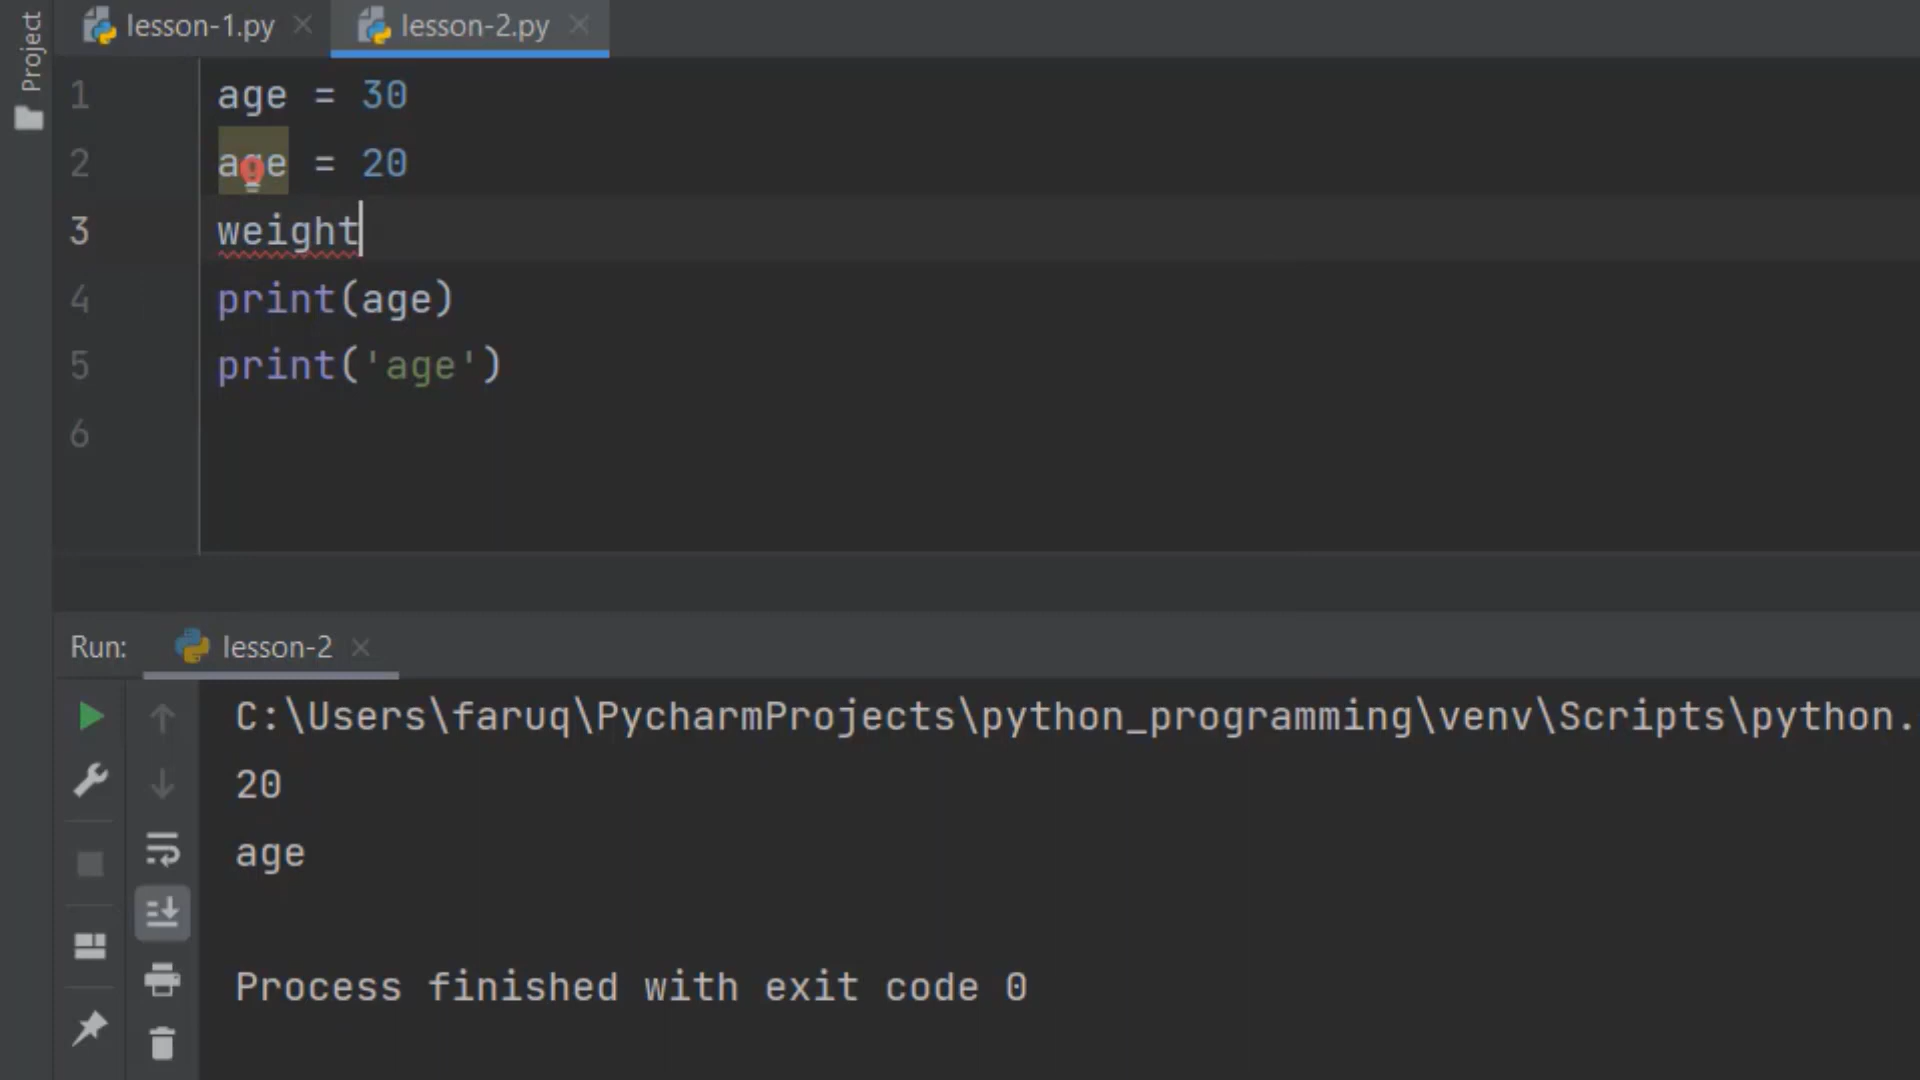 Project
lesson-1.py
lesson-2.py
1 age = 30
2 age = 20
3 weight
4 print(age)
5 print('age')
6
Run: lesson-2
C:\Users\faruq\PycharmProjects\python_programming\venv\Scripts\python.
20
age
Process finished with exit code 0